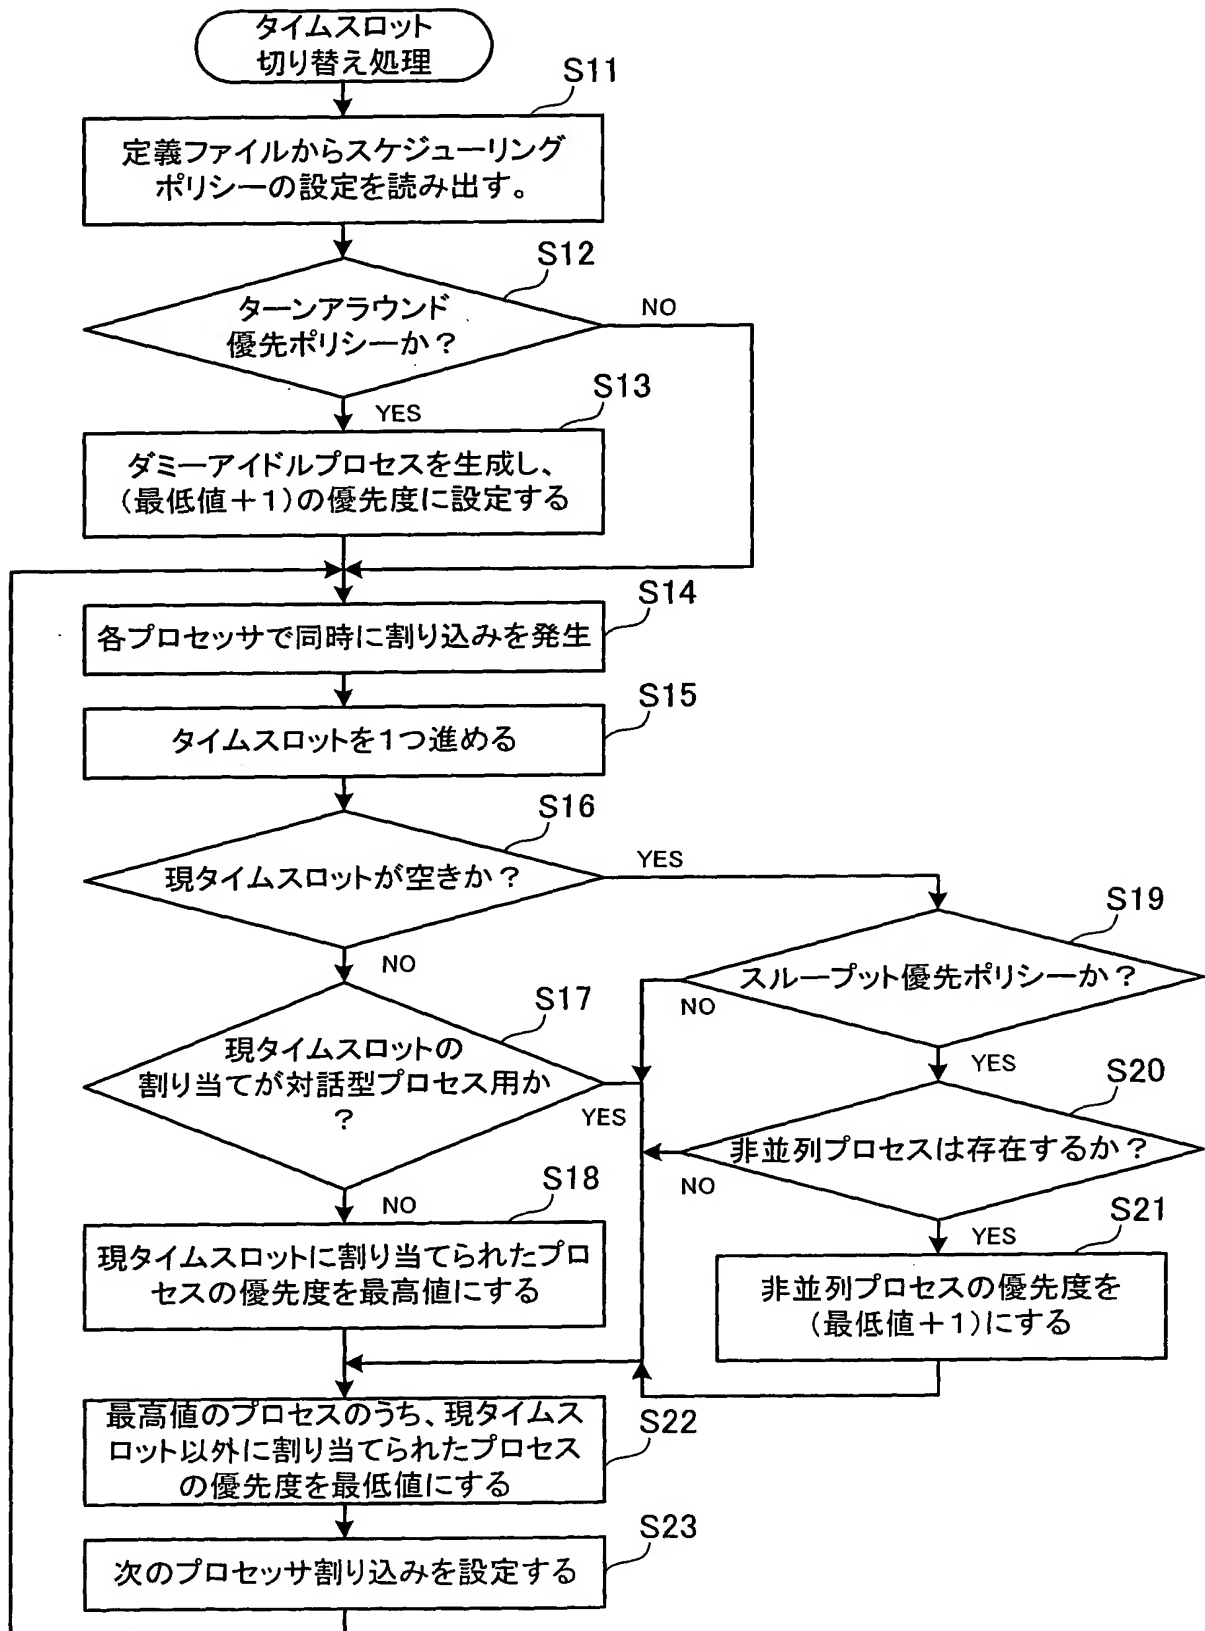 タイムスロット
切り替え処理
S11
定義ファイルからスケジューリング
ポリシーの設定を読み出す。
S12
ターンアラウンド
優先ポリシーか？
NO
YES
S13
ダミーアイドルプロセスを生成し、
(最低値＋1)の優先度に設定する
S14
各プロセッサで同時に割り込みを発生
S15
タイムスロットを1つ進める
S16
現タイムスロットが空きか？
YES
NO
S19
スループット優先ポリシーか？
NO
YES
S17
現タイムスロットの
割り当てが対話型プロセス用か
？
YES
NO
S20
非並列プロセスは存在するか？
NO
YES
S18
現タイムスロットに割り当てられたプロ
セスの優先度を最高値にする
S21
非並列プロセスの優先度を
(最低値＋1)にする
S22
最高値のプロセスのうち、現タイムス
ロット以外に割り当てられたプロセス
の優先度を最低値にする
S23
次のプロセッサ割り込みを設定する